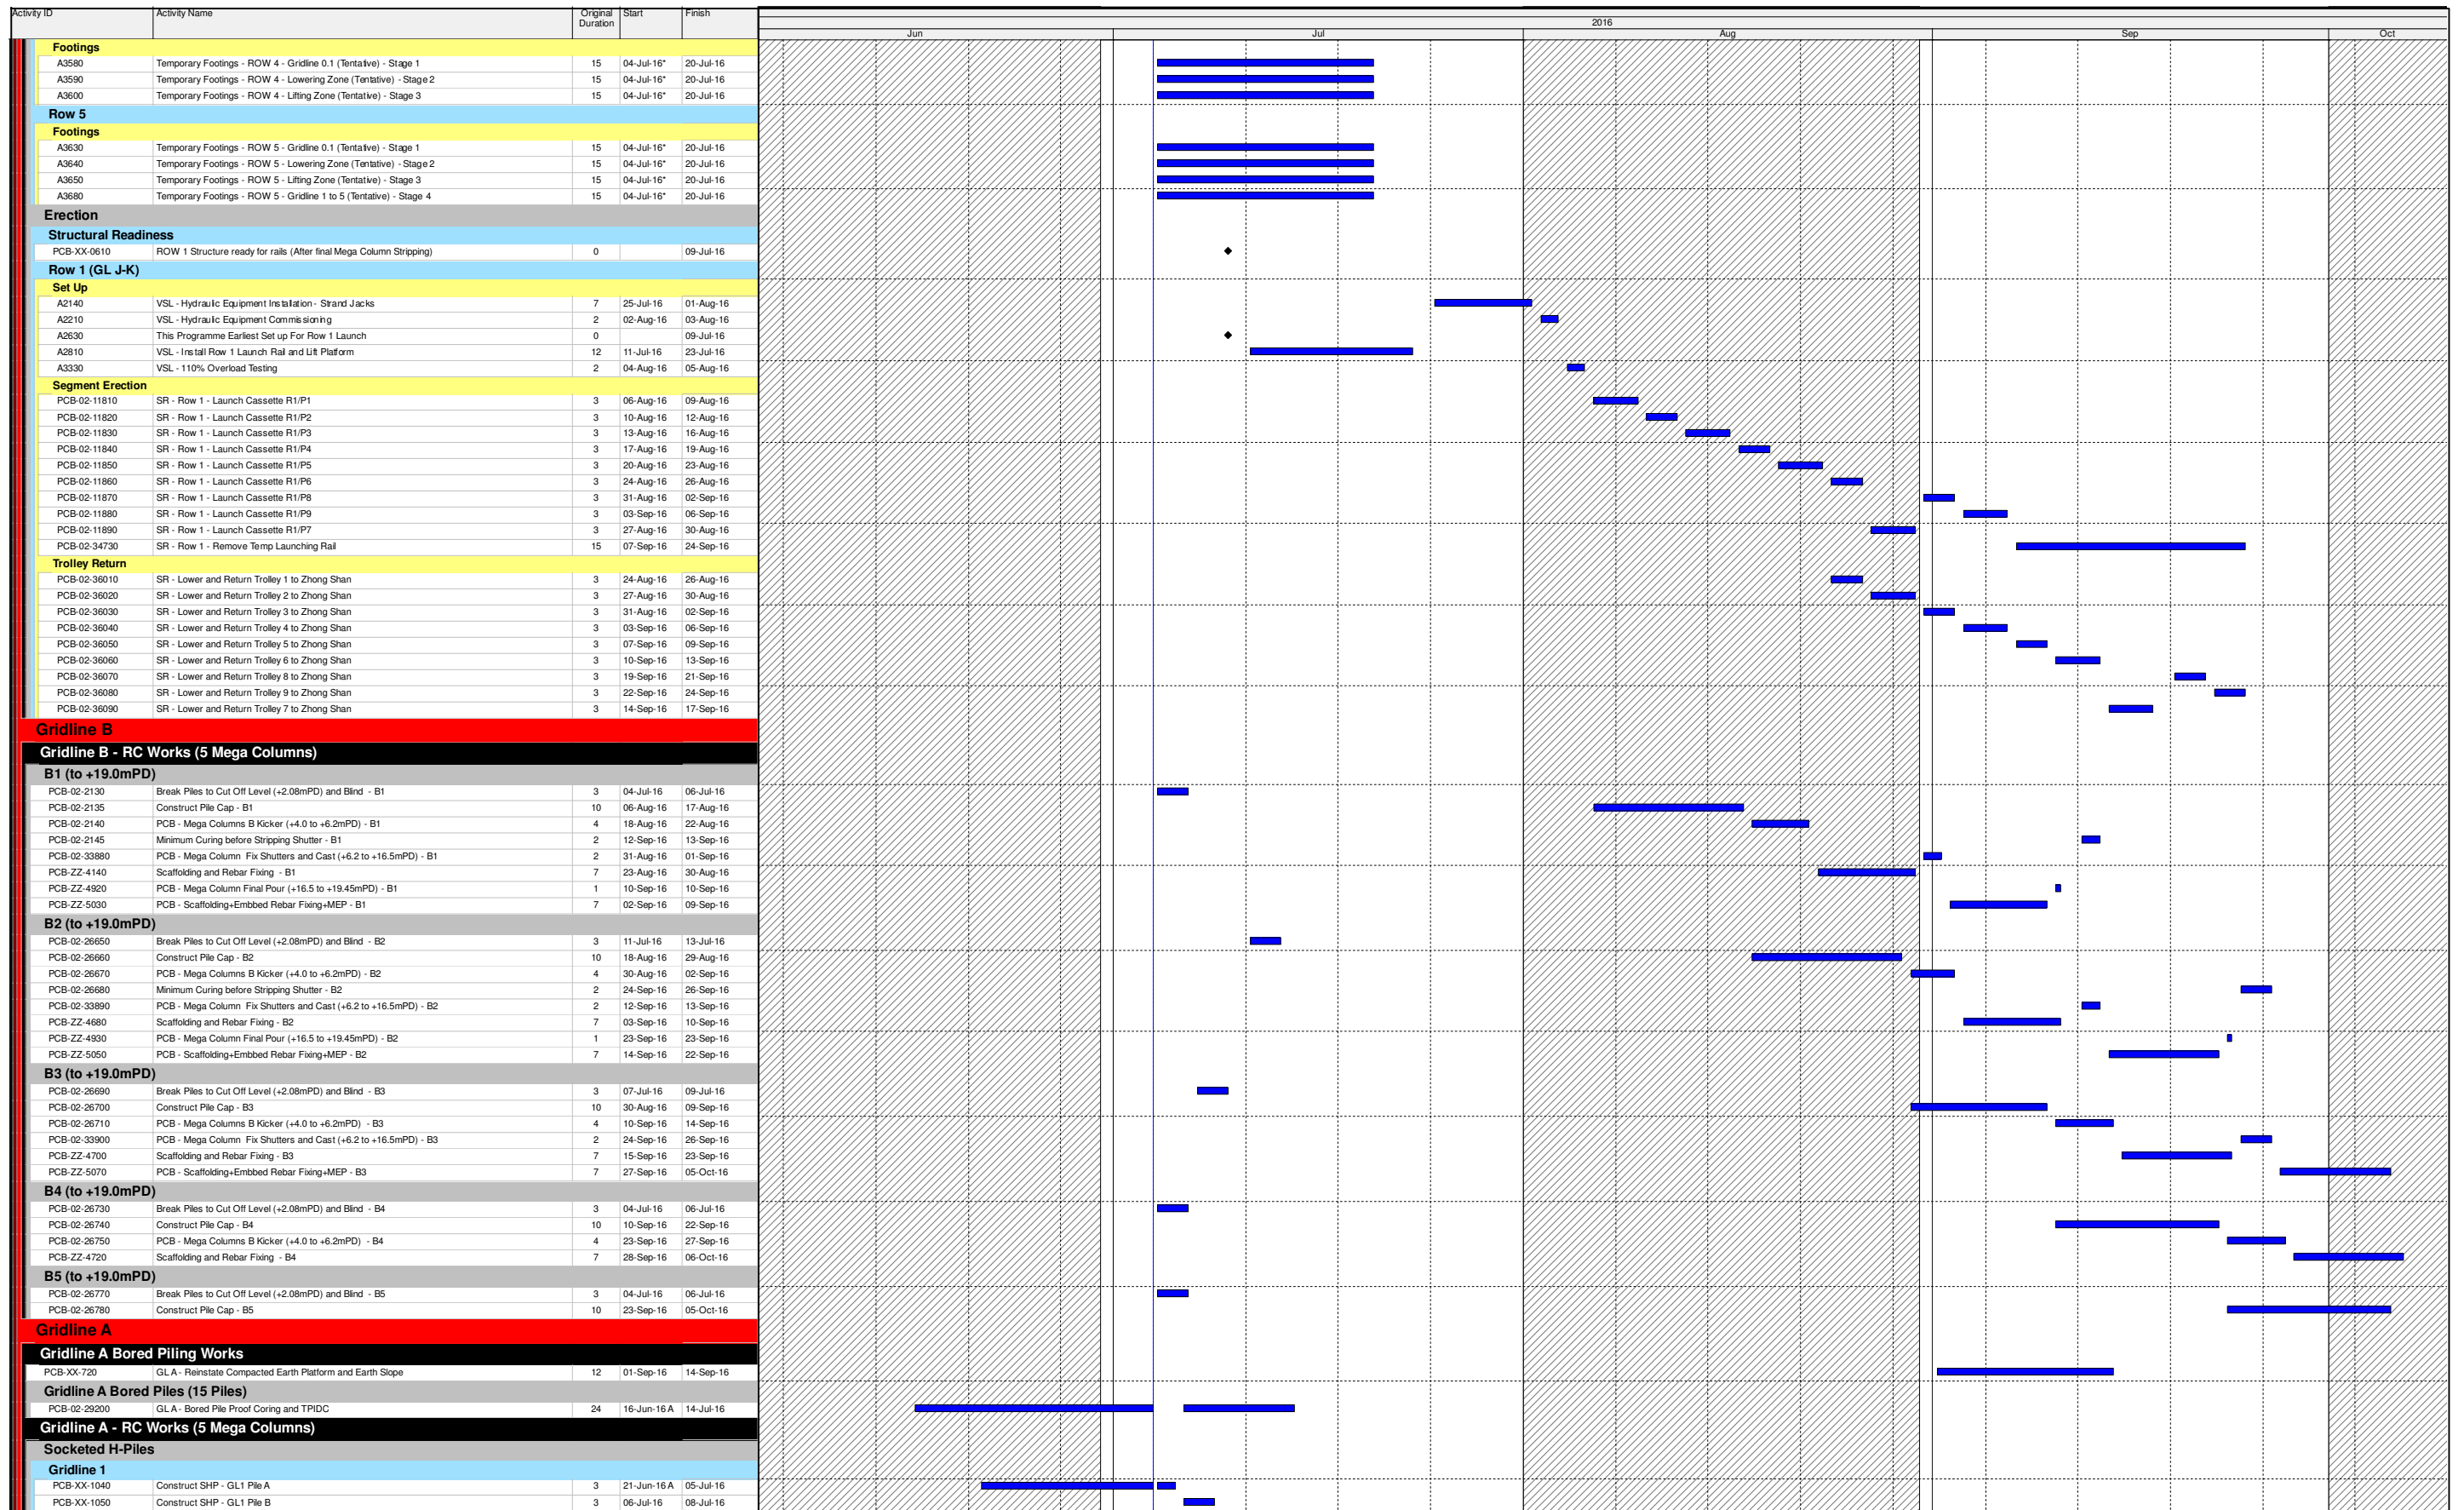 Activity ID Activity Name Original Duration Start Finish
2016
Jun Jul Aug Sep Oct
Footings
A3580 Temporary Footings - ROW 4 - Gridline 0.1 (Tentative) - Stage 1 15 04-Jul-16* 20-Jul-16
A3590 Temporary Footings - ROW 4 - Lowering Zone (Tentative) - Stage 2 15 04-Jul-16* 20-Jul-16
A3600 Temporary Footings - ROW 4 - Lifting Zone (Tentative) - Stage 3 15 04-Jul-16* 20-Jul-16
Row 5
Footings
A3630 Temporary Footings - ROW 5 - Gridline 0.1 (Tentative) - Stage 1 15 04-Jul-16* 20-Jul-16
A3640 Temporary Footings - ROW 5 - Lowering Zone (Tentative) - Stage 2 15 04-Jul-16* 20-Jul-16
A3650 Temporary Footings - ROW 5 - Lifting Zone (Tentative) - Stage 3 15 04-Jul-16* 20-Jul-16
A3680 Temporary Footings - ROW 5 - Gridline 1 to 5 (Tentative) - Stage 4 15 04-Jul-16* 20-Jul-16
Erection
Structural Readiness
PCB-XX-0610 ROW 1 Structure ready for rails (After final Mega Column Stripping) 0 09-Jul-16
Row 1 (GL J-K)
Set Up
A2140 VSL - Hydraulic Equipment Installation - Strand Jacks 7 25-Jul-16 01-Aug-16
A2210 VSL - Hydraulic Equipment Commissioning 2 02-Aug-16 03-Aug-16
A2630 This Programme Earliest Set up For Row 1 Launch 0 09-Jul-16
A2810 VSL - Install Row 1 Launch Rail and Lift Platform 12 11-Jul-16 23-Jul-16
A3330 VSL - 110% Overload Testing 2 04-Aug-16 05-Aug-16
Segment Erection
PCB-02-11810 SR - Row 1 - Launch Cassette R1/P1 3 06-Aug-16 09-Aug-16
PCB-02-11820 SR - Row 1 - Launch Cassette R1/P2 3 10-Aug-16 12-Aug-16
PCB-02-11830 SR - Row 1 - Launch Cassette R1/P3 3 13-Aug-16 16-Aug-16
PCB-02-11840 SR - Row 1 - Launch Cassette R1/P4 3 17-Aug-16 19-Aug-16
PCB-02-11850 SR - Row 1 - Launch Cassette R1/P5 3 20-Aug-16 23-Aug-16
PCB-02-11860 SR - Row 1 - Launch Cassette R1/P6 3 24-Aug-16 26-Aug-16
PCB-02-11870 SR - Row 1 - Launch Cassette R1/P8 3 31-Aug-16 02-Sep-16
PCB-02-11880 SR - Row 1 - Launch Cassette R1/P9 3 03-Sep-16 06-Sep-16
PCB-02-11890 SR - Row 1 - Launch Cassette R1/P7 3 27-Aug-16 30-Aug-16
PCB-02-34730 SR - Row 1 - Remove Temp Launching Rail 15 07-Sep-16 24-Sep-16
Trolley Return
PCB-02-36010 SR - Lower and Return Trolley 1 to Zhong Shan 3 24-Aug-16 26-Aug-16
PCB-02-36020 SR - Lower and Return Trolley 2 to Zhong Shan 3 27-Aug-16 30-Aug-16
PCB-02-36030 SR - Lower and Return Trolley 3 to Zhong Shan 3 31-Aug-16 02-Sep-16
PCB-02-36040 SR - Lower and Return Trolley 4 to Zhong Shan 3 03-Sep-16 06-Sep-16
PCB-02-36050 SR - Lower and Return Trolley 5 to Zhong Shan 3 07-Sep-16 09-Sep-16
PCB-02-36060 SR - Lower and Return Trolley 6 to Zhong Shan 3 10-Sep-16 13-Sep-16
PCB-02-36070 SR - Lower and Return Trolley 8 to Zhong Shan 3 19-Sep-16 21-Sep-16
PCB-02-36080 SR - Lower and Return Trolley 9 to Zhong Shan 3 22-Sep-16 24-Sep-16
PCB-02-36090 SR - Lower and Return Trolley 7 to Zhong Shan 3 14-Sep-16 17-Sep-16
Gridline B
Gridline B - RC Works (5 Mega Columns)
B1 (to +19.0mPD)
PCB-02-2130 Break Piles to Cut Off Level (+2.08mPD) and Blind - B1 3 04-Jul-16 06-Jul-16
PCB-02-2135 Construct Pile Cap - B1 10 06-Aug-16 17-Aug-16
PCB-02-2140 PCB - Mega Columns B Kicker (+4.0 to +6.2mPD) - B1 4 18-Aug-16 22-Aug-16
PCB-02-2145 Minimum Curing before Stripping Shutter - B1 2 12-Sep-16 13-Sep-16
PCB-02-33880 PCB - Mega Column Fix Shutters and Cast (+6.2 to +16.5mPD) - B1 2 31-Aug-16 01-Sep-16
PCB-ZZ-4140 Scaffolding and Rebar Fixing - B1 7 23-Aug-16 30-Aug-16
PCB-ZZ-4920 PCB - Mega Column Final Pour (+16.5 to +19.45mPD) - B1 1 10-Sep-16 10-Sep-16
PCB-ZZ-5030 PCB - Scaffolding+Embbed Rebar Fixing+MEP - B1 7 02-Sep-16 09-Sep-16
B2 (to +19.0mPD)
PCB-02-26650 Break Piles to Cut Off Level (+2.08mPD) and Blind - B2 3 11-Jul-16 13-Jul-16
PCB-02-26660 Construct Pile Cap - B2 10 18-Aug-16 29-Aug-16
PCB-02-26670 PCB - Mega Columns B Kicker (+4.0 to +6.2mPD) - B2 4 30-Aug-16 02-Sep-16
PCB-02-26680 Minimum Curing before Stripping Shutter - B2 2 24-Sep-16 26-Sep-16
PCB-02-33890 PCB - Mega Column Fix Shutters and Cast (+6.2 to +16.5mPD) - B2 2 12-Sep-16 13-Sep-16
PCB-ZZ-4680 Scaffolding and Rebar Fixing - B2 7 03-Sep-16 10-Sep-16
PCB-ZZ-4930 PCB - Mega Column Final Pour (+16.5 to +19.45mPD) - B2 1 23-Sep-16 23-Sep-16
PCB-ZZ-5050 PCB - Scaffolding+Embbed Rebar Fixing+MEP - B2 7 14-Sep-16 22-Sep-16
B3 (to +19.0mPD)
PCB-02-26690 Break Piles to Cut Off Level (+2.08mPD) and Blind - B3 3 07-Jul-16 09-Jul-16
PCB-02-26700 Construct Pile Cap - B3 10 30-Aug-16 09-Sep-16
PCB-02-26710 PCB - Mega Columns B Kicker (+4.0 to +6.2mPD) - B3 4 10-Sep-16 14-Sep-16
PCB-02-33900 PCB - Mega Column Fix Shutters and Cast (+6.2 to +16.5mPD) - B3 2 24-Sep-16 26-Sep-16
PCB-ZZ-4700 Scaffolding and Rebar Fixing - B3 7 15-Sep-16 23-Sep-16
PCB-ZZ-5070 PCB - Scaffolding+Embbed Rebar Fixing+MEP - B3 7 27-Sep-16 05-Oct-16
B4 (to +19.0mPD)
PCB-02-26730 Break Piles to Cut Off Level (+2.08mPD) and Blind - B4 3 04-Jul-16 06-Jul-16
PCB-02-26740 Construct Pile Cap - B4 10 10-Sep-16 22-Sep-16
PCB-02-26750 PCB - Mega Columns B Kicker (+4.0 to +6.2mPD) - B4 4 23-Sep-16 27-Sep-16
PCB-ZZ-4720 Scaffolding and Rebar Fixing - B4 7 28-Sep-16 06-Oct-16
B5 (to +19.0mPD)
PCB-02-26770 Break Piles to Cut Off Level (+2.08mPD) and Blind - B5 3 04-Jul-16 06-Jul-16
PCB-02-26780 Construct Pile Cap - B5 10 23-Sep-16 05-Oct-16
Gridline A
Gridline A Bored Piling Works
PCB-XX-720 GL A - Reinstate Compacted Earth Platform and Earth Slope 12 01-Sep-16 14-Sep-16
Gridline A Bored Piles (15 Piles)
PCB-02-29200 GL A - Bored Pile Proof Coring and TPIDC 24 16-Jun-16 A 14-Jul-16
Gridline A - RC Works (5 Mega Columns)
Socketed H-Piles
Gridline 1
PCB-XX-1040 Construct SHP - GL1 Pile A 3 21-Jun-16 A 05-Jul-16
PCB-XX-1050 Construct SHP - GL1 Pile B 3 06-Jul-16 08-Jul-16